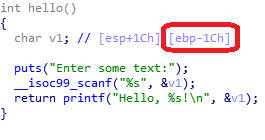 int hello()
{
char v1; // [esp+1Ch] [ebp-1Ch]
puts("Enter some text:");
__isoc99_scanf("%s", &v1);
return printf("Hello, %s!\n", &v1);
}